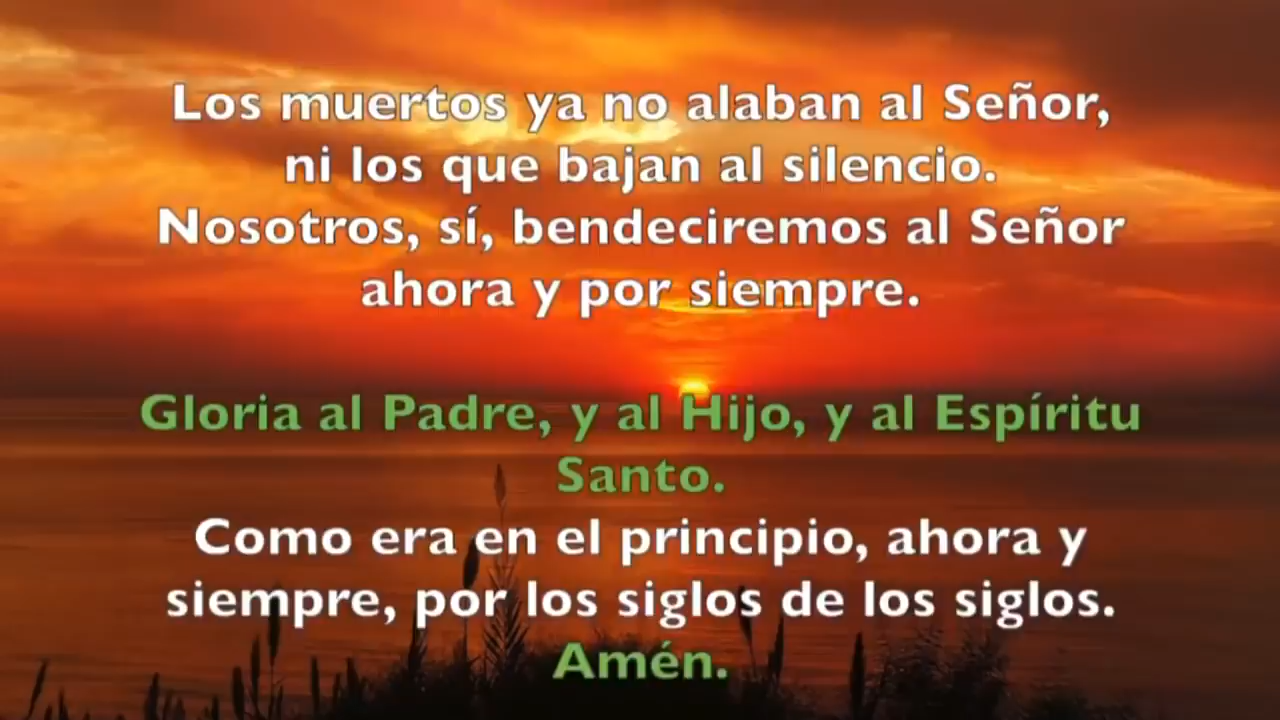 Los muertos ya no alaban al Señor,
ni los que bajan al silencio.
Nosotros, sí, bendeciremos al Señor
ahora y por siempre.
Gloria al Padre, y al Hijo, y al Espíritu
Santo.
Como era en el principio, ahora y
siempre, por los siglos de los siglos.
Amén.